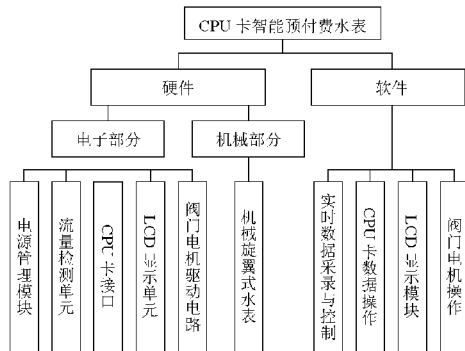 CPU 卡智能预付费水表
硬件
软件
电子部分
机械部分
电源管理模块
流量检测单元
CPU 卡接口
LCD 显示单元
阀门电机驱动电路
机械旋翼式水表
实时数据采录与控制
CPU 卡数据操作
LCD 显示模块
阀门电机操作